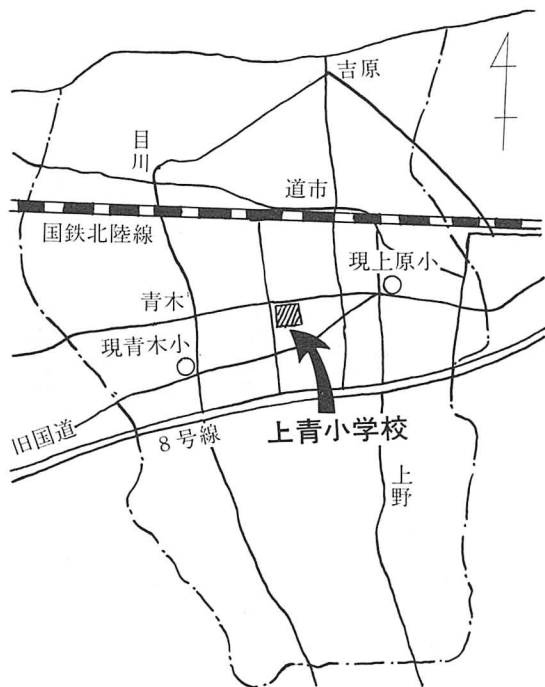 吉原
目川
道市
国鉄北陸線
現上原小
青木
現青木小
旧国道
8号線
上青小学校
上野